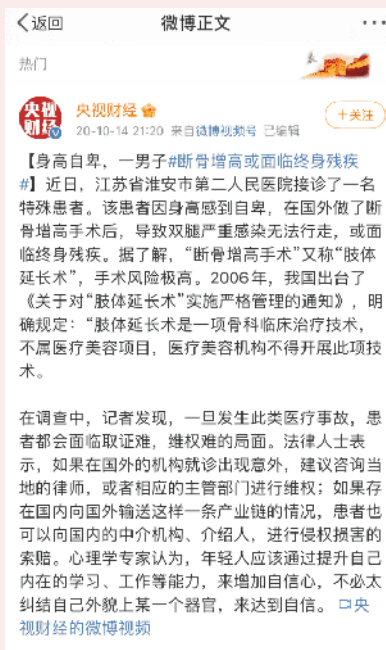 返回
微博正文
热门
央视财经
+关注
20-10-14 21:20 来自微博视频号 已编辑
【身高自卑，一男子#断骨增高或面临终身残疾
#】近日，江苏省淮安市第二人民医院接诊了一名
特殊患者。该患者因身高感到自卑，在国外做了断
骨增高手术后，导致双腿严重感染无法行走，或面
临终身残疾。据了解，“断骨增高手术”又称“肢体
延长术”，手术风险极高。2006年，我国出台了
《关于对“肢体延长术”实施严格管理的通知》，明
确规定：“肢体延长术是一项骨科临床治疗技术，
不属医疗美容项目，医疗美容机构不得开展此项技
术。
在调查中，记者发现，一旦发生此类医疗事故，患
者都会面临取证难，维权难的局面。法律人士表
示，如果在国外的机构就诊出现意外，建议咨询当
地的律师，或者相应的主管部门进行维权；如果存
在国内向国外输送这样一条产业链的情况，患者也
可以向国内的中介机构、介绍人，进行侵权损害的
索赔。心理学专家认为，年轻人应该通过提升自己
内在的学习、工作等能力，来增加自信心，不必太
纠结自己外貌上某一个器官，来达到自信。央
视财经的微博视频